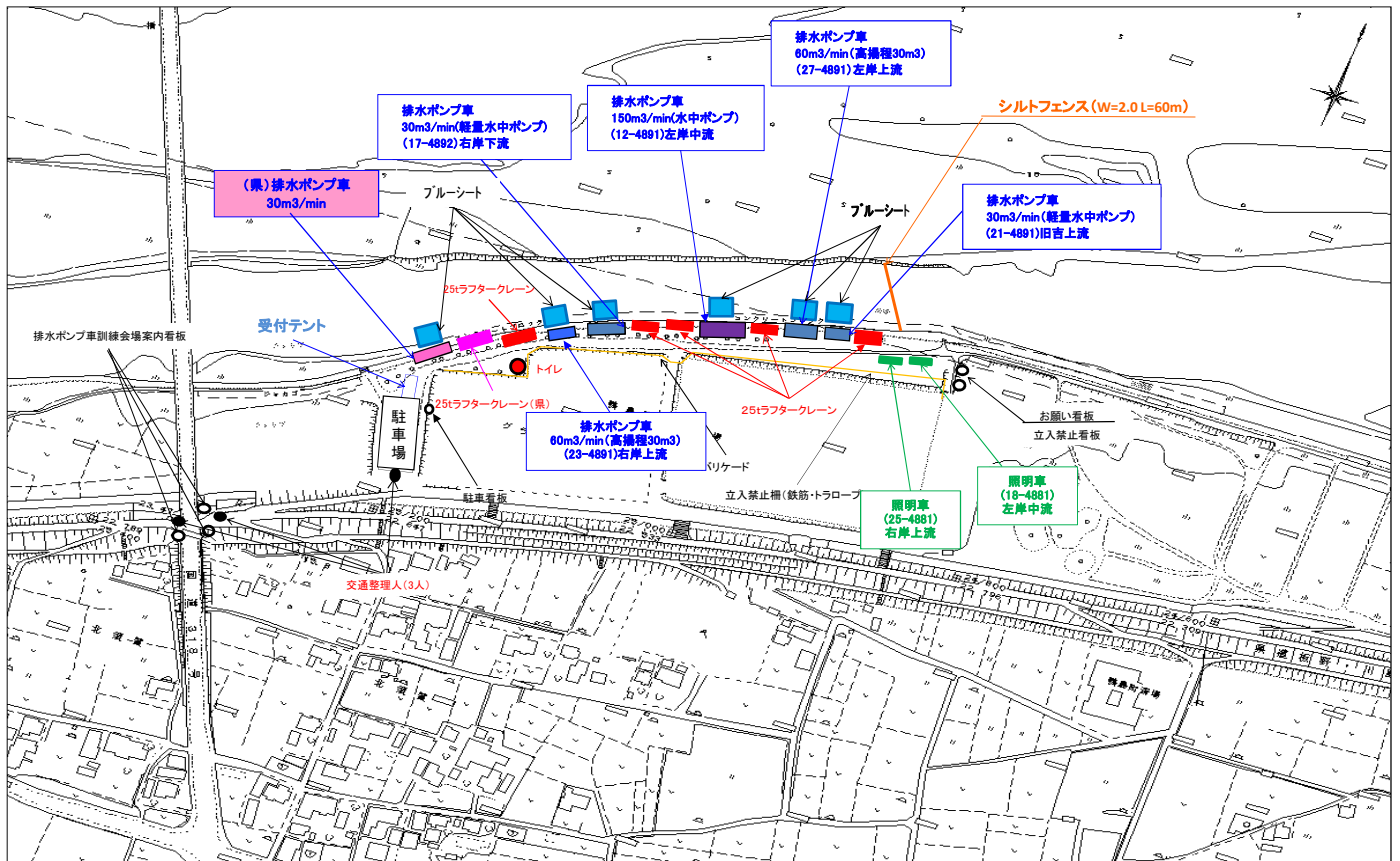 排水ポンプ車
60m3/min(高揚程30m3)
(27-4891)左岸上流
排水ポンプ車
30m3/min(軽量水中ポンプ)
(17-4892)右岸下流
排水ポンプ車
150m3/min(水中ポンプ)
(12-4891)左岸中流
シルトフェンス(W=2.0 L=60m)
(県)排水ポンプ車
30m3/min
ブルーシート
ブルーシート
排水ポンプ車
30m3/min(軽量水中ポンプ)
(21-4891)旧吉上流
25tラフタークレーン
受付テント
排水ポンプ車訓練会場案内看板
トイレ
25tラフタークレーン(県)
25tラフタークレーン
駐車場
お願い看板
立入禁止看板
排水ポンプ車
60m3/min(高揚程30m3)
(23-4891)右岸上流
バリケード
駐車看板
立入禁止柵(鉄筋・トラロープ)
照明車
(25-4881)
右岸上流
照明車
(18-4881)
左岸中流
交通整理人(3人)